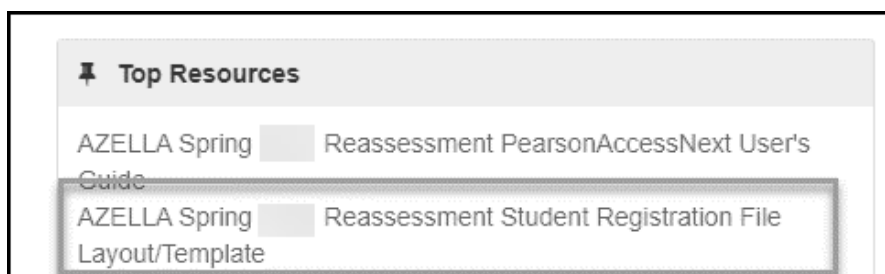 Top Resources
AZELLA Spring Reassessment PearsonAccessNext User's
Guide
AZELLA Spring Reassessment Student Registration File
Layout/Template